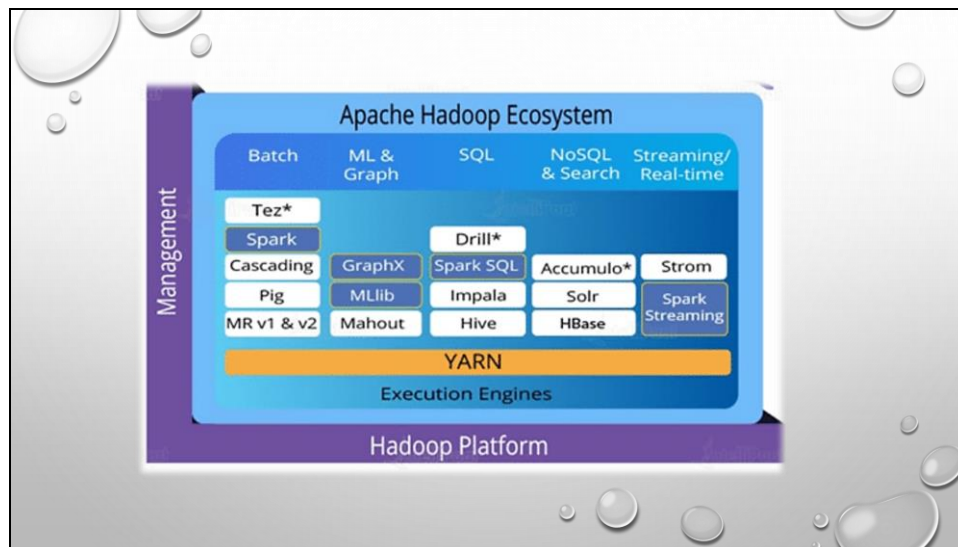 Apache Hadoop Ecosystem
Management
Batch
ML &
Graph
SQL
NoSQL
& Search
Streaming/
Real-time
Tez*
Spark
Cascading
Pig
MR v1 & v2
GraphX
MLlib
Mahout
Drill*
Spark SQL
Impala
Hive
Accumulo*
Solr
HBase
Strom
Spark
Streaming
YARN
Execution Engines
Hadoop Platform